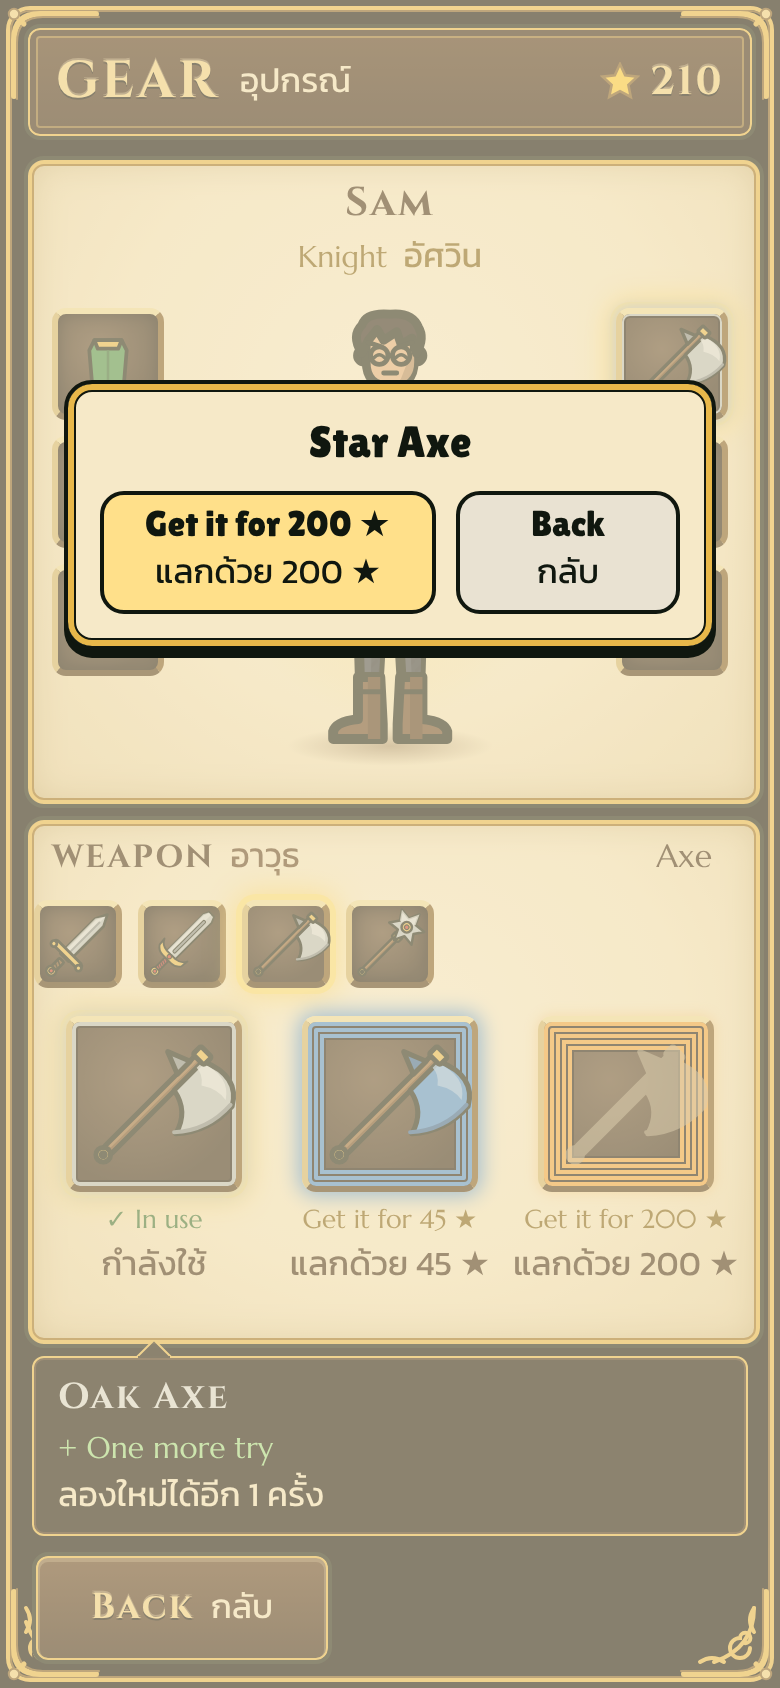 GEAR อุปกรณ์ ★ 210
SAM
Knight อัศวิน
Star Axe
Get it for 200 ★
แลกด้วย 200 ★
Back
กลับ
WEAPON อาวุธ
Axe
✓ In use
กำลังใช้
Get it for 45 ★
แลกด้วย 45 ★
Get it for 200 ★
แลกด้วย 200 ★
OAK AXE
+ One more try
ลองใหม่ได้อีก 1 ครั้ง
BACK กลับ